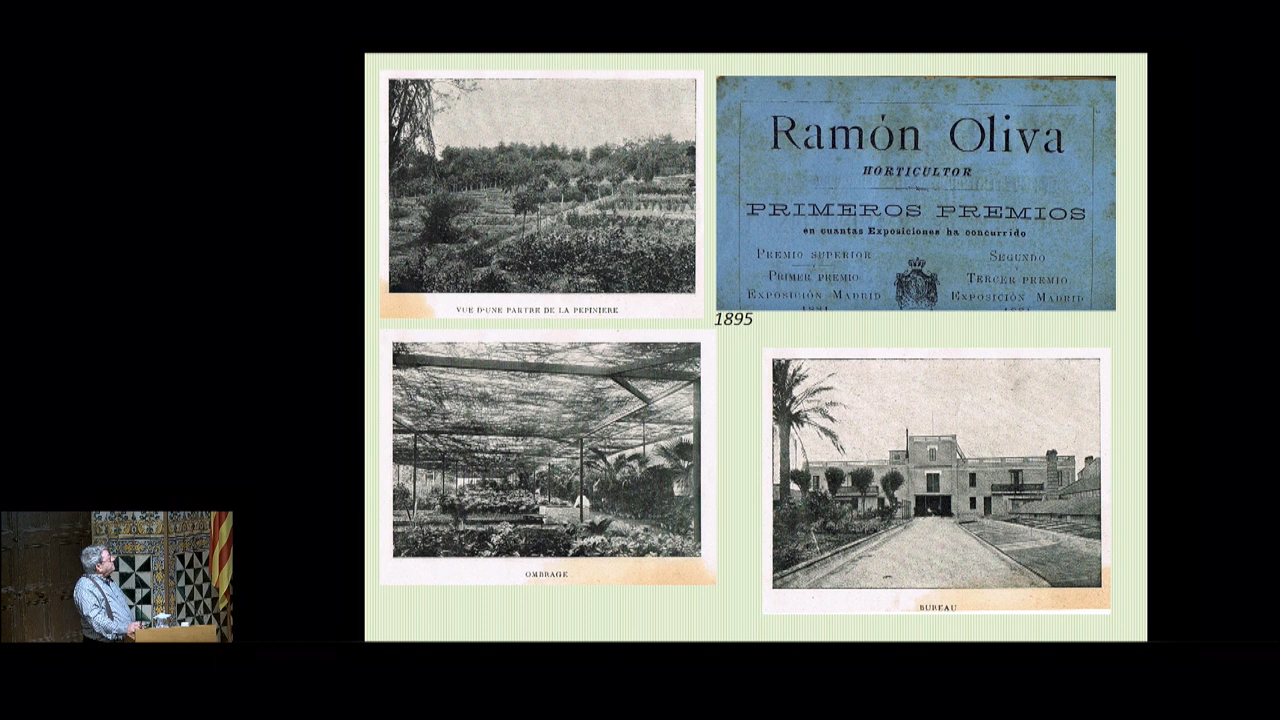 VUE D'UNE PARTRE DE LA PEPINIERE
Ramón Oliva
HORTICULTOR
PRIMEROS PREMIOS
en cuantas Exposiciones ha concurrido
PREMIO SUPERIOR
PRIMER PREMIO
EXPOSICIÓN MADRID
SEGUNDO
TERCER PREMIO
EXPOSICIÓN MADRID
1895
OMBRAGE
BUREAU